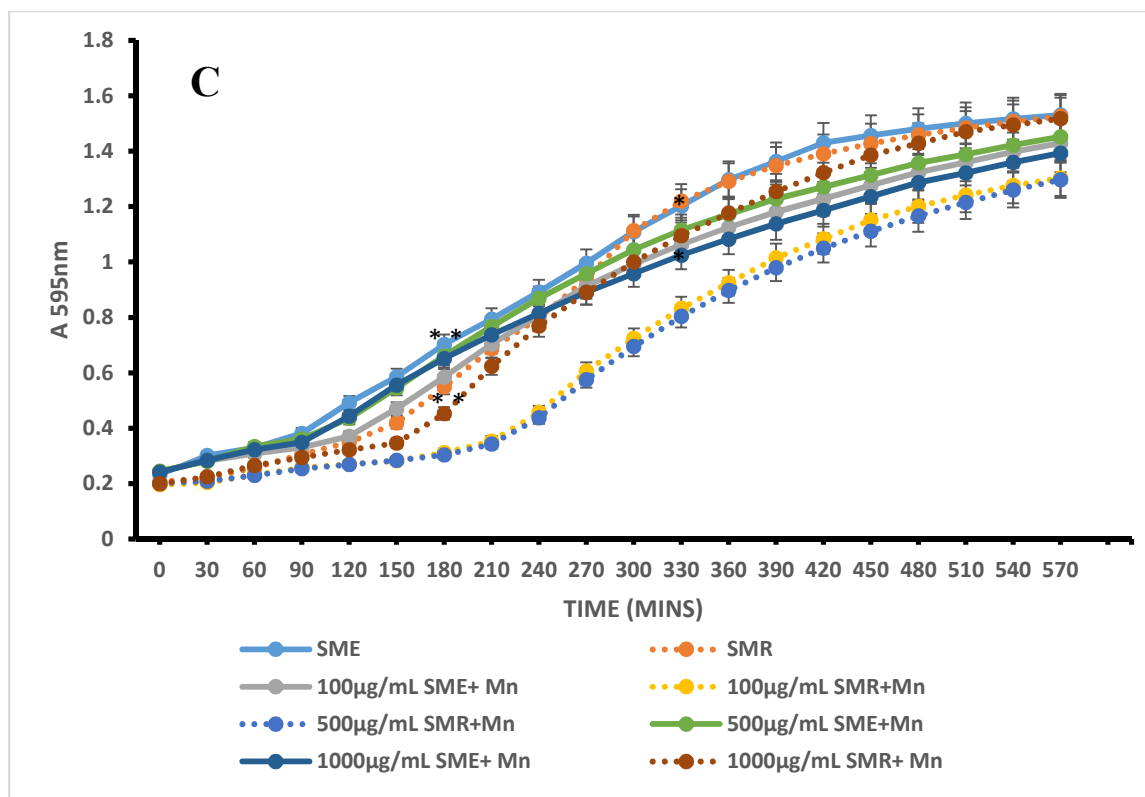 C
A 595nm
1.8
1.6
1.4
1.2
1
0.8
0.6
0.4
0.2
0
*
*
* *
* *
0 30 60 90 120 150 180 210 240 270 300 330 360 390 420 450 480 510 540 570
TIME (MINS)
SME SMR
100µg/mL SME+ Mn 100µg/mL SMR+Mn
500µg/mL SMR+Mn 500µg/mL SME+Mn
1000µg/mL SME+ Mn 1000µg/mL SMR+ Mn